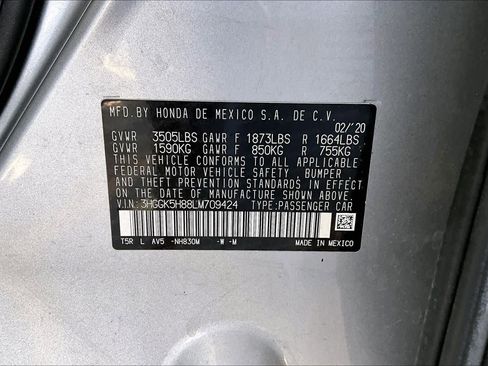 MFD.BY HONDA DE MEXICO S.A. DE C.V.
02/'20
GVWR 3505LBS GAWR F 1873LBS R 1664LBS
GVWR 1590KG GAWR F 850KG R 755KG
THIS VEHICLE CONFORMS TO ALL APPLICABLE
FEDERAL MOTOR VEHICLE SAFETY, BUMPER
AND THEFT PREVENTION STANDARDS IN EFFECT
ON THE DATE OF MANUFACTURE SHOWN ABOVE.
V.I.N.:3HGGK5H88LM709424 TYPE:PASSENGER CAR
T5R L AV5 -NH830M -W -M MADE IN MEXICO